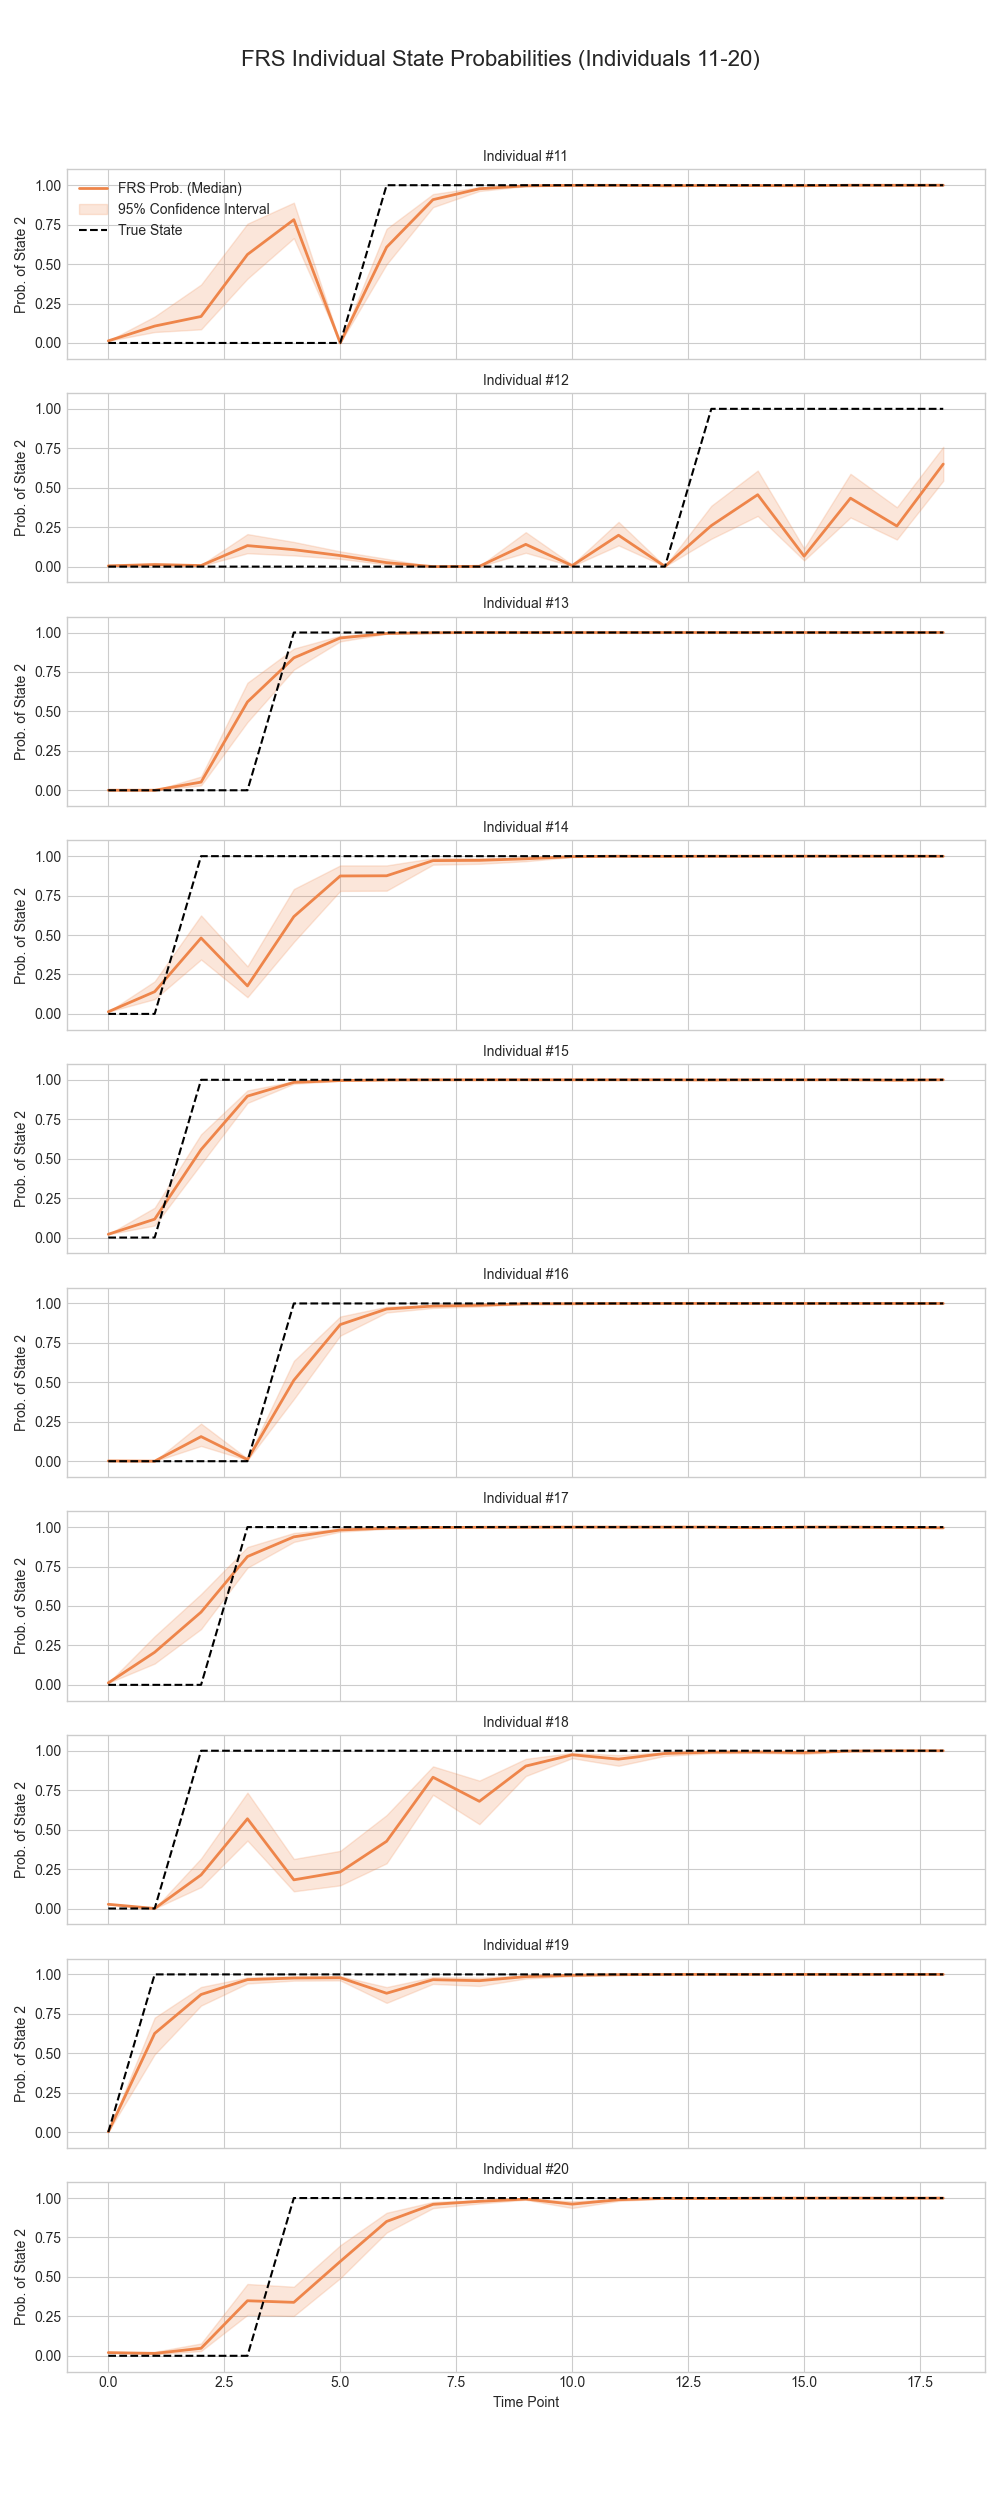 FRS Individual State Probabilities (Individuals 11-20)
Individual #11
1.00
0.75
0.50
0.25
0.00
Prob. of State 2
FRS Prob. (Median)
95% Confidence Interval
True State
Individual #12
1.00
0.75
0.50
0.25
0.00
Prob. of State 2
Individual #13
1.00
0.75
0.50
0.25
0.00
Prob. of State 2
Individual #14
1.00
0.75
0.50
0.25
0.00
Prob. of State 2
Individual #15
1.00
0.75
0.50
0.25
0.00
Prob. of State 2
Individual #16
1.00
0.75
0.50
0.25
0.00
Prob. of State 2
Individual #17
1.00
0.75
0.50
0.25
0.00
Prob. of State 2
Individual #18
1.00
0.75
0.50
0.25
0.00
Prob. of State 2
Individual #19
1.00
0.75
0.50
0.25
0.00
Prob. of State 2
Individual #20
1.00
0.75
0.50
0.25
0.00
Prob. of State 2
0.0 2.5 5.0 7.5 10.0 12.5 15.0 17.5
Time Point